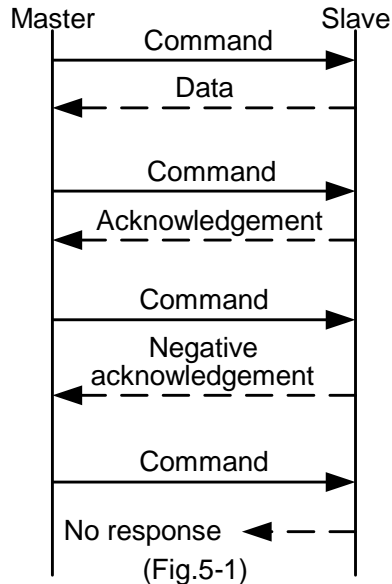 Master Slave
Command
Data
Command
Acknowledgement
Command
Negative
acknowledgement
Command
No response
(Fig.5-1)